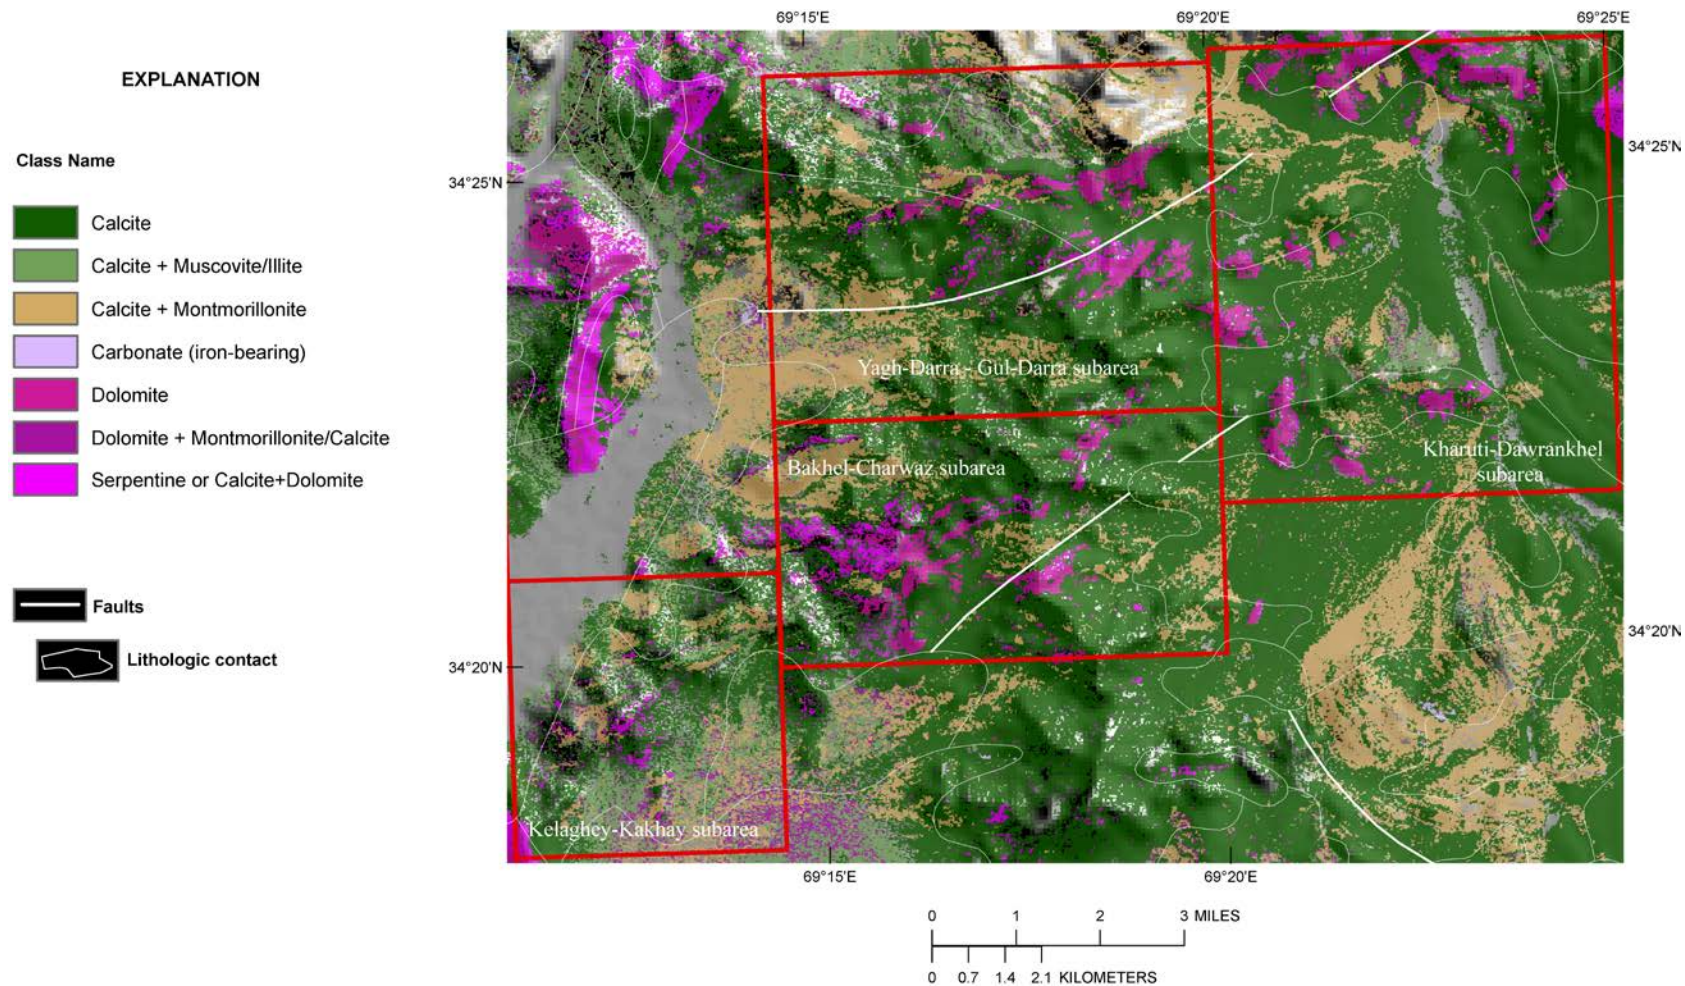 69°15'E
69°20'E
69°25'E
EXPLANATION
Class Name
Calcite
Calcite + Muscovite/Illite
Calcite + Montmorillonite
Carbonate (iron-bearing)
Dolomite
Dolomite + Montmorillonite/Calcite
Serpentine or Calcite+Dolomite
Faults
Lithologic contact
34°25'N
34°25'N
Yagh-Darra - Gul-Darra subarea
Bakhel-Charwaz subarea
Kharuti-Dawrankhel
subarea
34°20'N
34°20'N
Kelaghey-Kakhay subarea
69°15'E
69°20'E
0 1 2 3 MILES
0 0.7 1.4 2.1 KILOMETERS